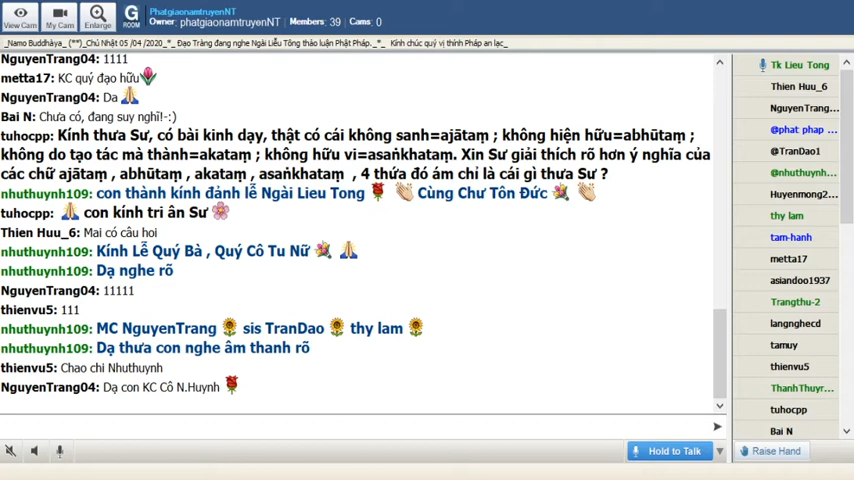 View Cam
My Cam
Enlarge
G
ROOM
PhatgiaonamtruyenNT
Owner: phatgiaonamtruyenNT | Members: 39 Cams: 0
_Namo Buddhàya_ (**)_Chủ Nhật 05 /04 /2020_*_ Đạo Tràng đang nghe Ngài Liễu Tông thảo luận Phật Pháp._*_ Kính chúc quý vị thính Pháp an lạc_
NguyenTrang04: 1111
metta17: KC quý đạo hữu
NguyenTrang04: Da
Bai N: Chưa có, đang suy nghĩ!-:)
tuhocpp: Kính thưa Sư, có bài kinh dạy, thật có cái không sanh=ajātaṃ ; không hiện hữu=abhūtaṃ ;
không do tạo tác mà thành=akataṃ ; không hữu vi=asaṅkhataṃ. Xin Sư giải thích rõ hơn ý nghĩa của
các chữ ajātaṃ , abhūtaṃ , akataṃ , asaṅkhataṃ , 4 thứa đó ám chỉ là cái gì thưa Sư ?
nhuthuynh109: con thành kính đảnh lễ Ngài Lieu Tong Cùng Chư Tôn Đức
tuhocpp: con kính tri ân Sư
Thien Huu_6: Mai có câu hoi
nhuthuynh109: Kính Lễ Quý Bà , Quý Cô Tu Nữ
nhuthuynh109: Dạ nghe rõ
NguyenTrang04: 11111
thienvu5: 111
nhuthuynh109: MC NguyenTrang sis TranDao thy lam
nhuthuynh109: Dạ thưa con nghe âm thanh rõ
thienvu5: Chao chi Nhuthuynh
NguyenTrang04: Dạ con KC Cô N.Huynh
Hold to Talk
Tk Lieu Tong
Thien Huu_6
NguyenTrang...
@phat phap ...
@TranDao1
@nhuthuynh...
Huyenmong2...
thy lam
tam-hanh
metta17
asiandoo1937
Trangthu-2
langnghecd
tamuy
thienvu5
ThanhThuyr...
tuhocpp
Bai N
Raise Hand